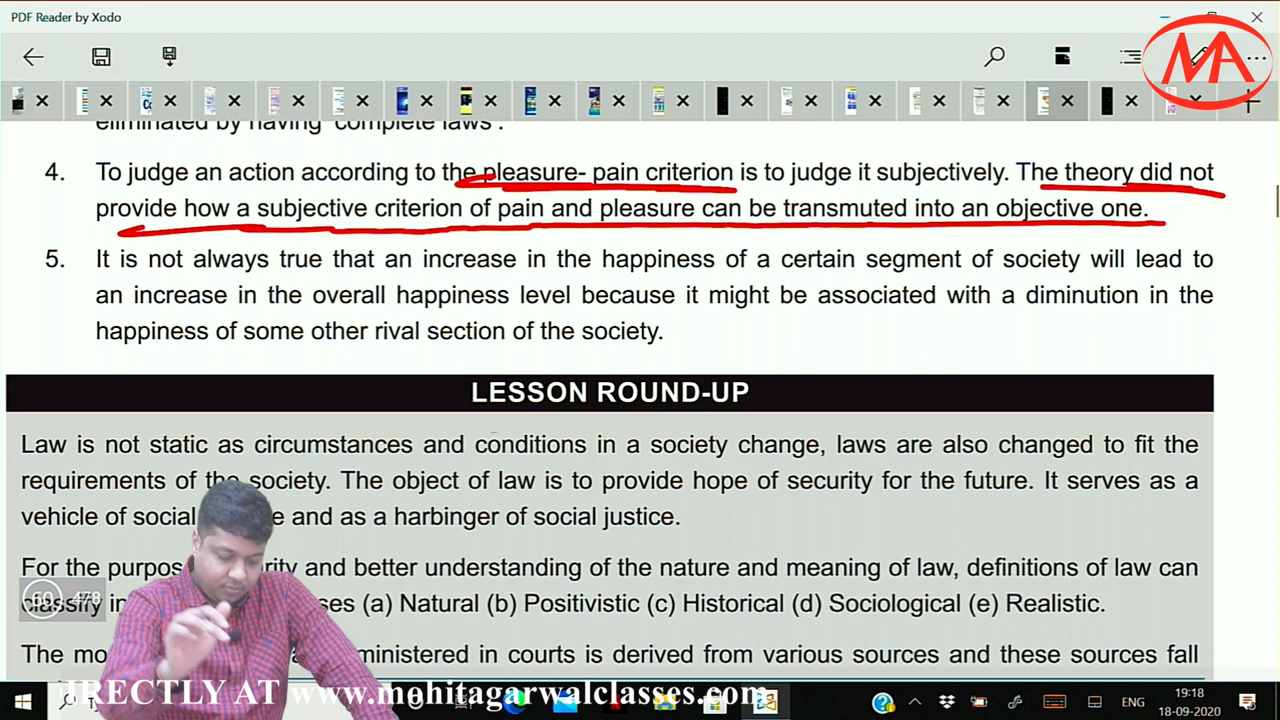 PDF Reader by Xodo
MA
eliminated by having 'complete laws'.
4. To judge an action according to the pleasure- pain criterion is to judge it subjectively. The theory did not
provide how a subjective criterion of pain and pleasure can be transmuted into an objective one.
5. It is not always true that an increase in the happiness of a certain segment of society will lead to
an increase in the overall happiness level because it might be associated with a diminution in the
happiness of some other rival section of the society.
LESSON ROUND-UP
Law is not static as circumstances and conditions in a society change, laws are also changed to fit the
requirements of the society. The object of law is to provide hope of security for the future. It serves as a
vehicle of social and as a harbinger of social justice.
For the and better understanding of the nature and meaning of law, definitions of law can
classify (a) Natural (b) Positivistic (c) Historical (d) Sociological (e) Realistic.
60 478
The in courts is derived from various sources and these sources fall
IRECTLY AT www.mohitagarwalclasses.com
ENG
19:18
18-09-2020